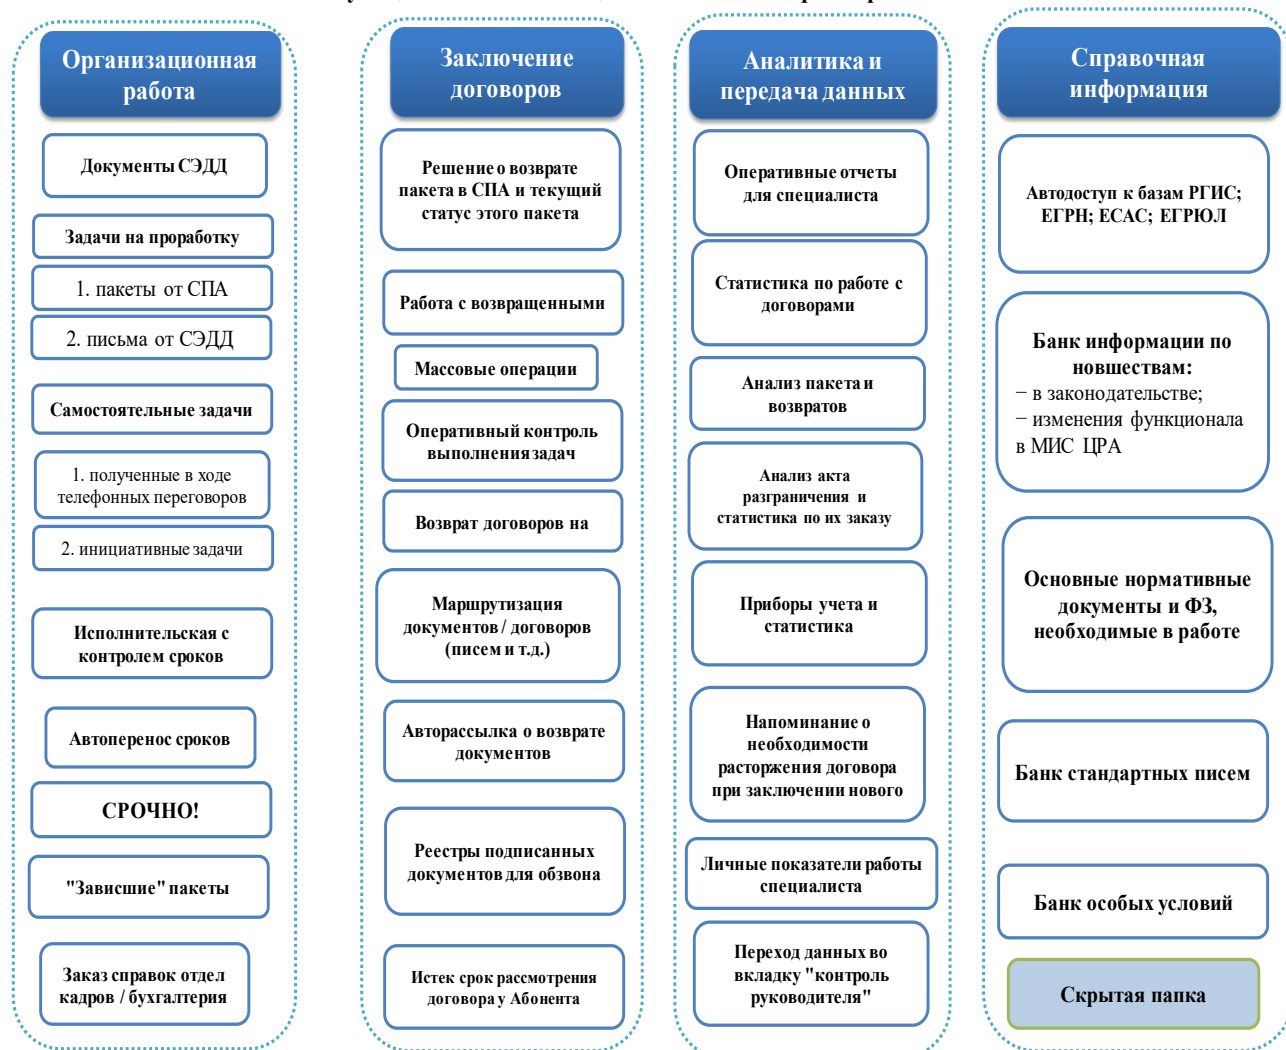 Организационная
работа
Документы СЭДД
Задачи на проработку
1. пакеты от СПА
2. письма от СЭДД
Самостоятельные задачи
1. полученные в ходе
телефонных переговоров
2. инициативные задачи
Исполнительская с
контролем сроков
Автоперенос сроков
СРОЧНО!
"Зависшие" пакеты
Заказ справок отдел
кадров / бухгалтерия
Заключение
договоров
Решение о возврате
пакета в СПА и текущий
статус этого пакета
Работа с возвращенными
Массовые операции
Оперативный контроль
выполнения задач
Возврат договоров на
Маршрутизация
документов / договоров
(писем и т.д.)
Авторассылка о возврате
документов
Реестры подписанных
документов для обзвона
Истек срок рассмотрения
договора у Абонента
Аналитика и
передача данных
Оперативные отчеты
для специалиста
Статистика по работе с
договорами
Анализ пакета и
возвратов
Анализ акта
разграничения и
статистика по их заказу
Приборы учета и
статистика
Напоминание о
необходимости
расторжения договора
при заключении нового
Личные показатели работы
специалиста
Переход данных во
вкладку "контроль
руководителя"
Справочная
информация
Автодоступ к базам РГИС;
ЕГРН; ЕСАС; ЕГРЮЛ
Банк информации по
новшествам:
− в законодательстве;
− изменения функционала
в МИС ЦРА
Основные нормативные
документы и ФЗ,
необходимые в работе
Банк стандартных писем
Банк особых условий
Скрытая папка